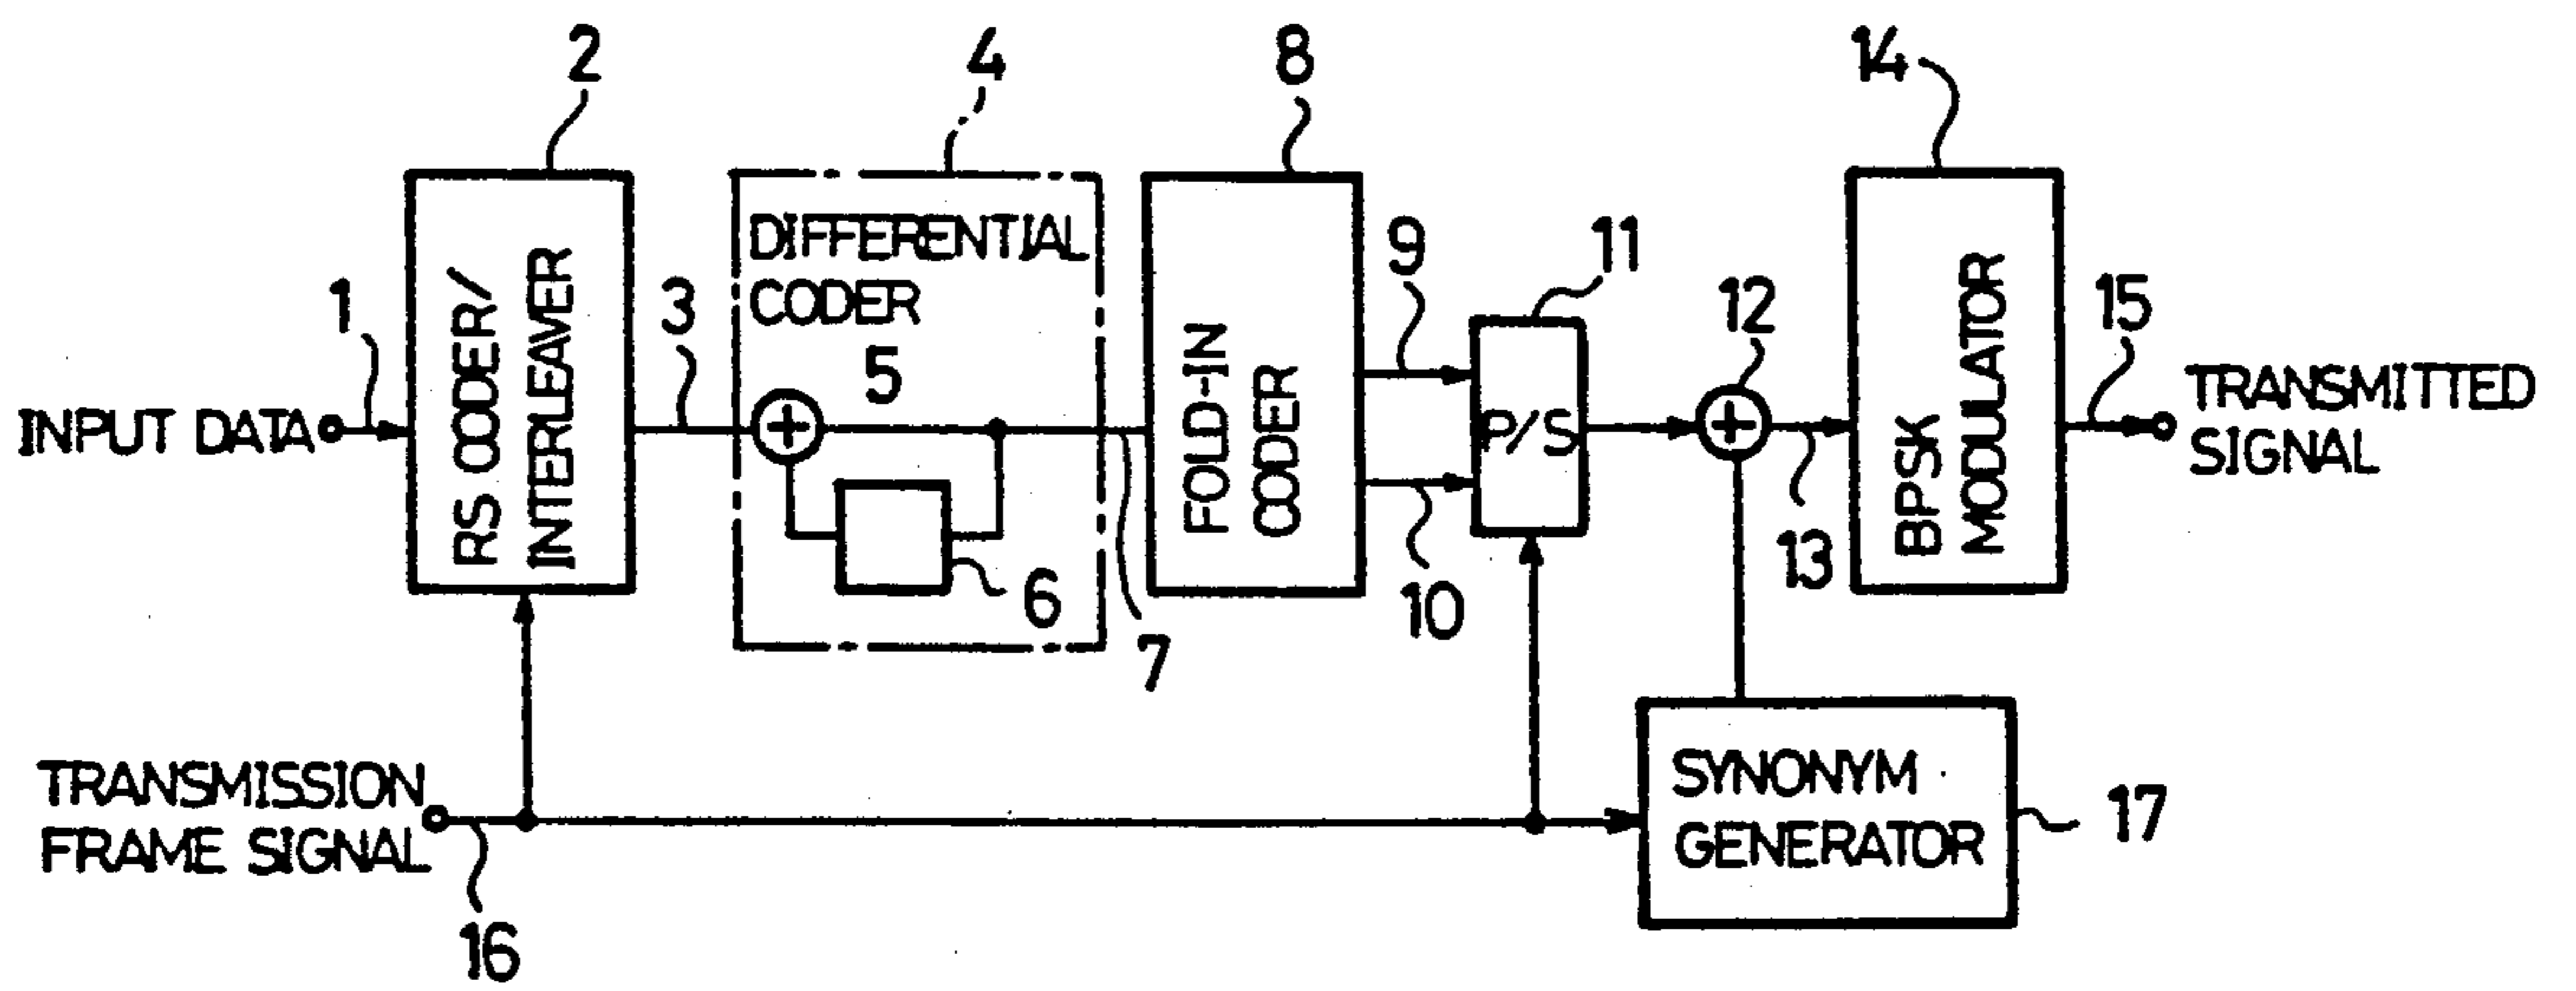 2
4
8
14
DIFFERENTIAL
CODER
11
9
1
3
12
15
RS CODER/
INTERLEAVER
5
FOLD-IN
CODER
P/S
BPSK
MODULATOR
INPUT DATA
TRANSMITTED
SIGNAL
6
10
13
7
TRANSMISSION
FRAME SIGNAL
SYNONYM
GENERATOR
17
16